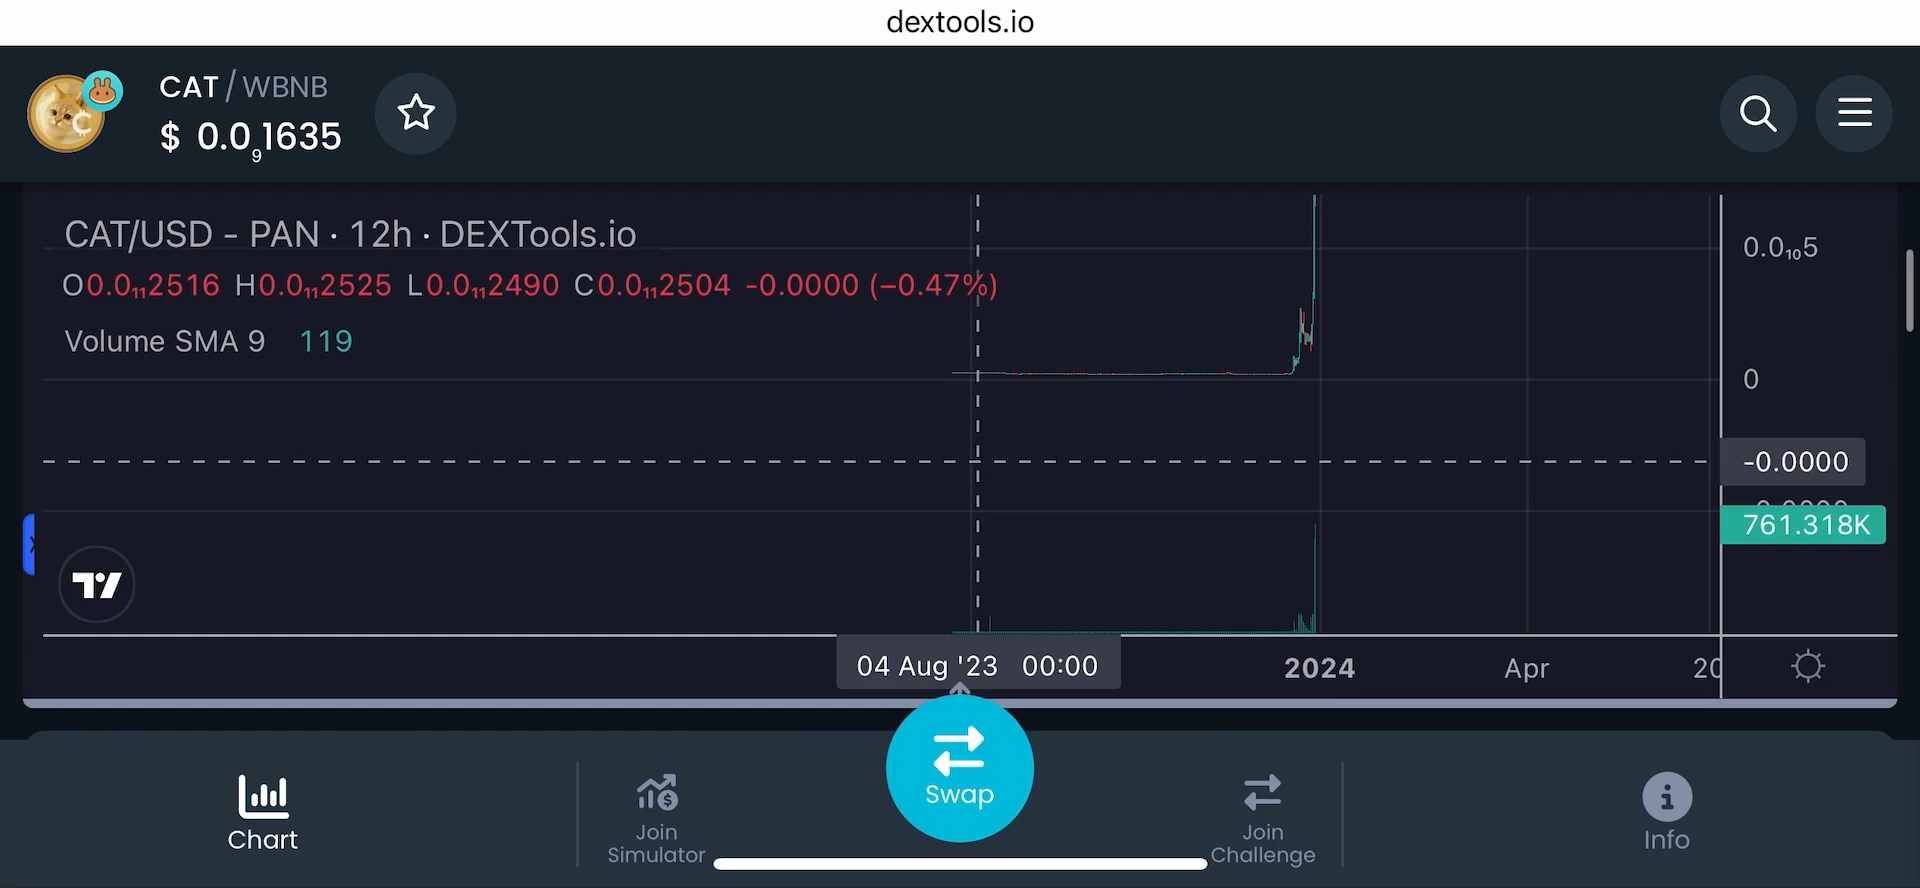 dextools.io
CAT / WBNB
$ 0.0₉1635
CAT/USD - PAN · 12h · DEXTools.io
O0.0₁₁2516 H0.0₁₁2525 L0.0₁₁2490 C0.0₁₁2504 -0.0000 (−0.47%)
Volume SMA 9 119
0.0₁₀5
0
-0.0000
761.318K
04 Aug '23 00:00
2024
Apr
20
Chart
Join
Simulator
Swap
Join
Challenge
Info